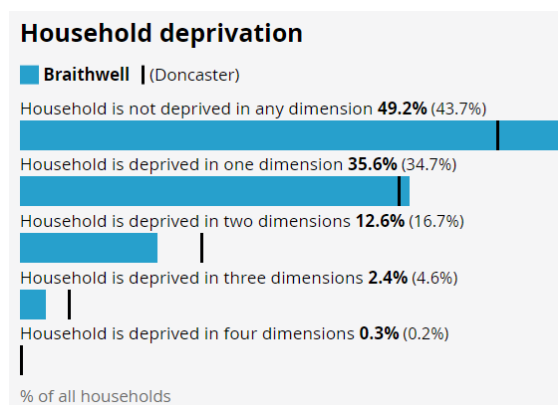 Household deprivation
Braithwell (Doncaster)
Household is not deprived in any dimension 49.2% (43.7%)
Household is deprived in one dimension 35.6% (34.7%)
Household is deprived in two dimensions 12.6% (16.7%)
Household is deprived in three dimensions 2.4% (4.6%)
Household is deprived in four dimensions 0.3% (0.2%)
% of all households